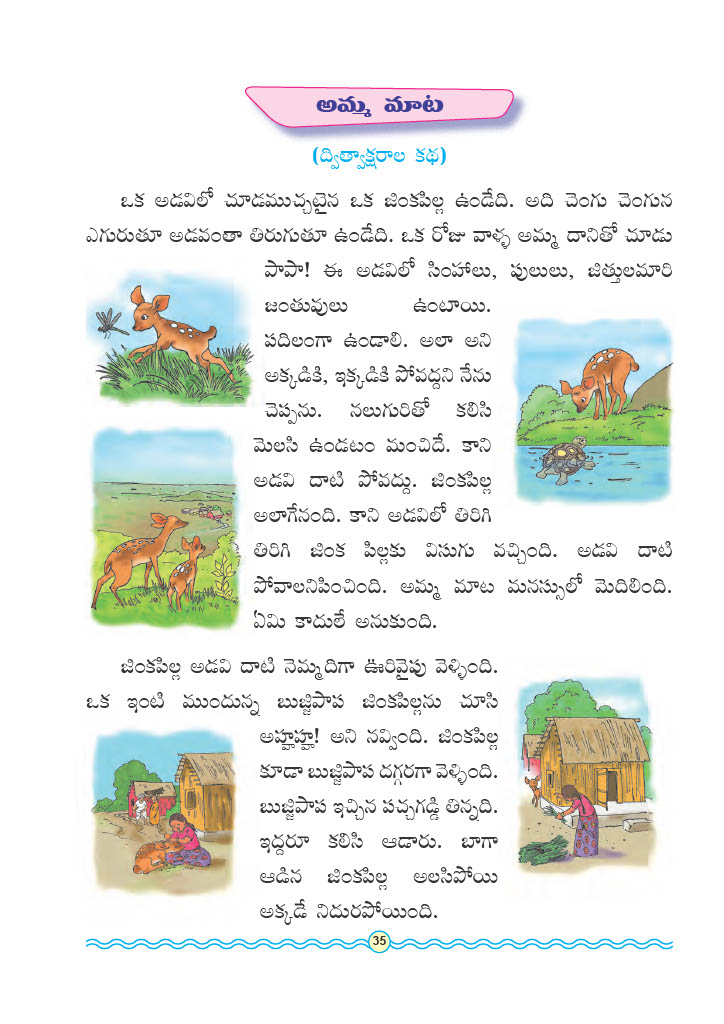 అమ్మ మాట
(ద్విత్వాక్షరాల కథ)
ఒక అడవిలో చూడముచ్చటైన ఒక జింకపిల్ల ఉండేది. అది చెంగు చెంగున
ఎగురుతూ అడవంతా తిరుగుతూ ఉండేది. ఒక రోజు వాళ్ళ అమ్మ దానితో చూడు
పాపా! ఈ అడవిలో సింహాలు, పులులు, జిత్తులమారి
జంతువులు ఉంటాయి.
పదిలంగా ఉండాలి. అలా అని
అక్కడికి, ఇక్కడికి పోవద్దని నేను
చెప్పను. నలుగురితో కలిసి
మెలసి ఉండటం మంచిదే. కాని
అడవి దాటి పోవద్దు. జింకపిల్ల
అలాగేనంది. కాని అడవిలో తిరిగి
తిరిగి జింక పిల్లకు విసుగు వచ్చింది. అడవి దాటి
పోవాలనిపించింది. అమ్మ మాట మనస్సులో మెదిలింది.
ఏమి కాదులే అనుకుంది.
జింకపిల్ల అడవి దాటి నెమ్మదిగా ఊరివైపు వెళ్ళింది.
ఒక ఇంటి ముందున్న బుజ్జిపాప జింకపిల్లను చూసి
అహ్హహ్హ! అని నవ్వింది. జింకపిల్ల
కూడా బుజ్జిపాప దగ్గరగా వెళ్ళింది.
బుజ్జిపాప ఇచ్చిన పచ్చగడ్డి తిన్నది.
ఇద్దరూ కలిసి ఆడారు. బాగా
ఆడిన జింకపిల్ల అలసిపోయి
అక్కడే నిదురపోయింది.
35